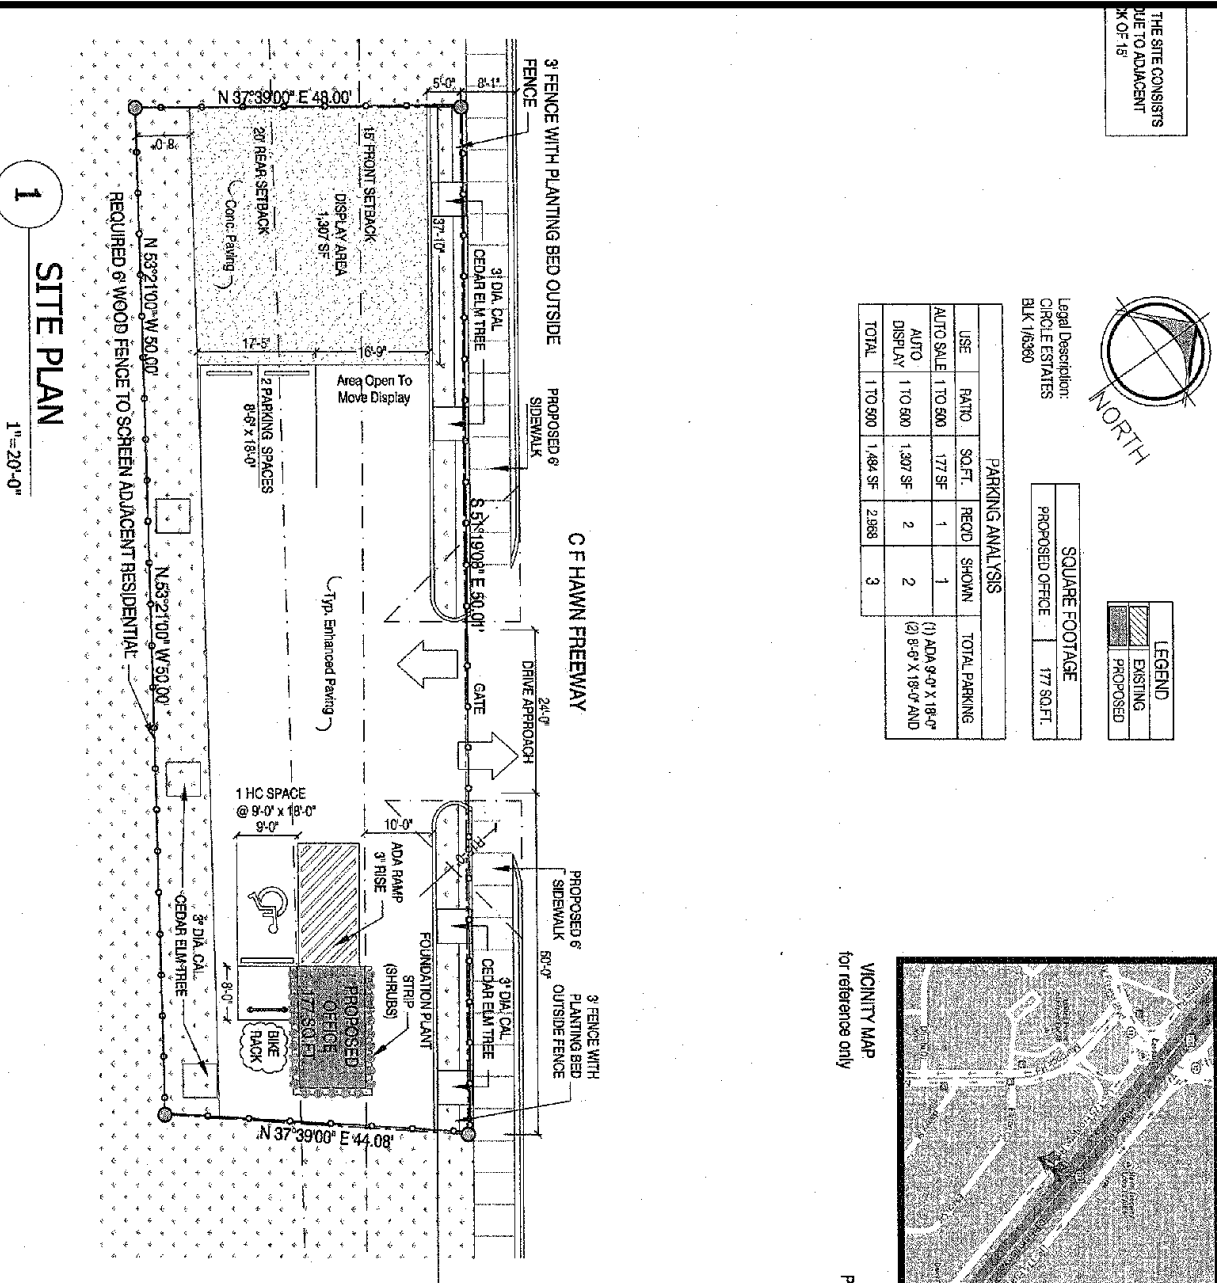 THE SITE CONSISTS
DUE TO ADJACENT
CK OF 15'
NORTH
Legal Description:
CIRCLE ESTATES
BLK 1/6360
LEGEND
EXISTING
PROPOSED
SQUARE FOOTAGE
PROPOSED OFFICE 177 SQ.FT.
PARKING ANALYSIS
USE RATIO SQ.FT. REQ'D SHOWN TOTAL PARKING
AUTO SALE 1 TO 500 177 SF 1 1 (1) ADA 9'-0" X 18'-0"
AUTO DISPLAY 1 TO 500 1,307 SF 2 2 (2) 8'-6" X 18'-0" AND
TOTAL 1 TO 500 1,484 SF 2.968 3
VICINITY MAP
for reference only
C F HAWN FREEWAY
3' FENCE WITH PLANTING BED OUTSIDE
FENCE
PROPOSED 6'
SIDEWALK
24'-0"
DRIVE APPROACH
PROPOSED 6'
SIDEWALK
60'-0"
3' FENCE WITH
PLANTING BED
OUTSIDE FENCE
5'-0"
8'-1"
3" DIA. CAL
CEDAR ELM TREE
37'-10"
S 51°19'08" E 50.01'
GATE
3" DIA. CAL
CEDAR ELM TREE
N 37°39'00" E 48.00'
15' FRONT SETBACK
DISPLAY AREA
1,307 SF
20' REAR SETBACK
Conc. Paving
8'-0"
17'-5"
16'-9"
Area Open To
Move Display
2 PARKING SPACES
8'-6" x 18'-0"
Typ. Enhanced Paving
1 HC SPACE
@ 9'-0" x 18'-0"
9'-0"
10'-0"
ADA RAMP
3" RISE
FOUNDATION PLANT
STRIP
(SHRUBS)
PROPOSED
OFFICE
177 SQ.FT.
8'-0"
BIKE
RACK
3" DIA. CAL
CEDAR ELM TREE
N 37°39'00" E 44.08'
N 53°21'00" W 50.00'
N 53°21'00" W 50.00'
REQUIRED 6' WOOD FENCE TO SCREEN ADJACENT RESIDENTIAL
1
SITE PLAN
1"=20'-0"